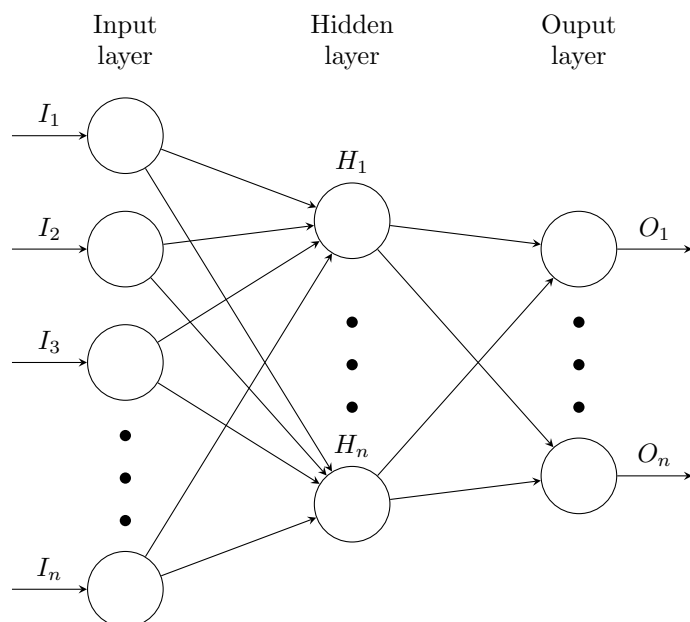 Input
layer
Hidden
layer
Ouput
layer
I₁
I₂
I₃
Iₙ
H₁
Hₙ
O₁
Oₙ